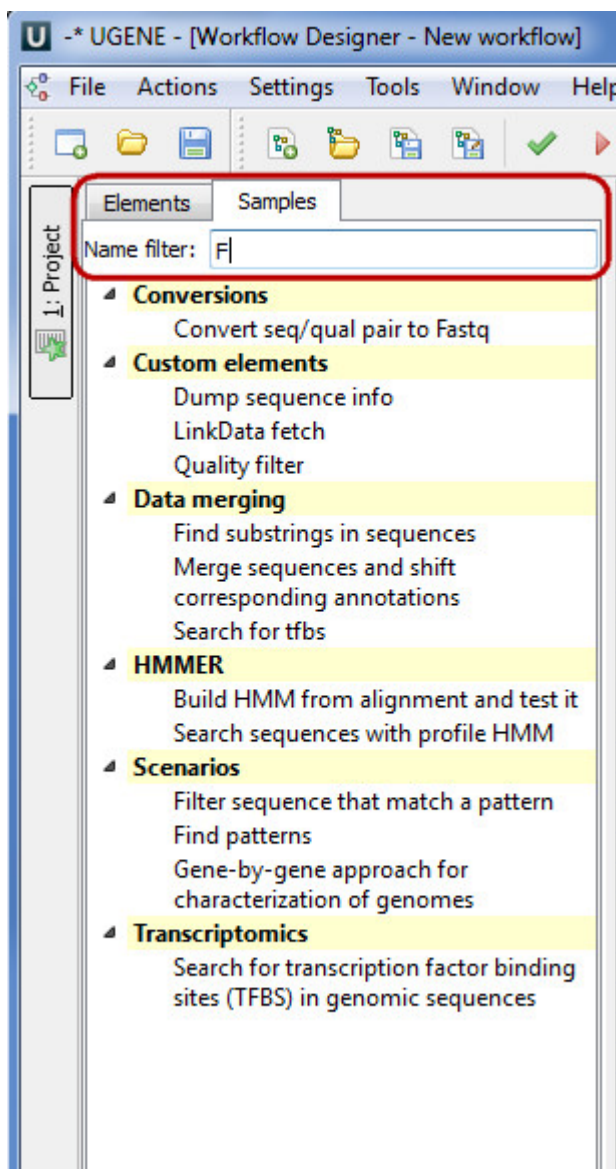 U -* UGENE - [Workflow Designer - New workflow]
File Actions Settings Tools Window Help
Elements Samples
1: Project
Name filter: F
Conversions
Convert seq/qual pair to Fastq
Custom elements
Dump sequence info
LinkData fetch
Quality filter
Data merging
Find substrings in sequences
Merge sequences and shift
corresponding annotations
Search for tfbs
HMMER
Build HMM from alignment and test it
Search sequences with profile HMM
Scenarios
Filter sequence that match a pattern
Find patterns
Gene-by-gene approach for
characterization of genomes
Transcriptomics
Search for transcription factor binding
sites (TFBS) in genomic sequences